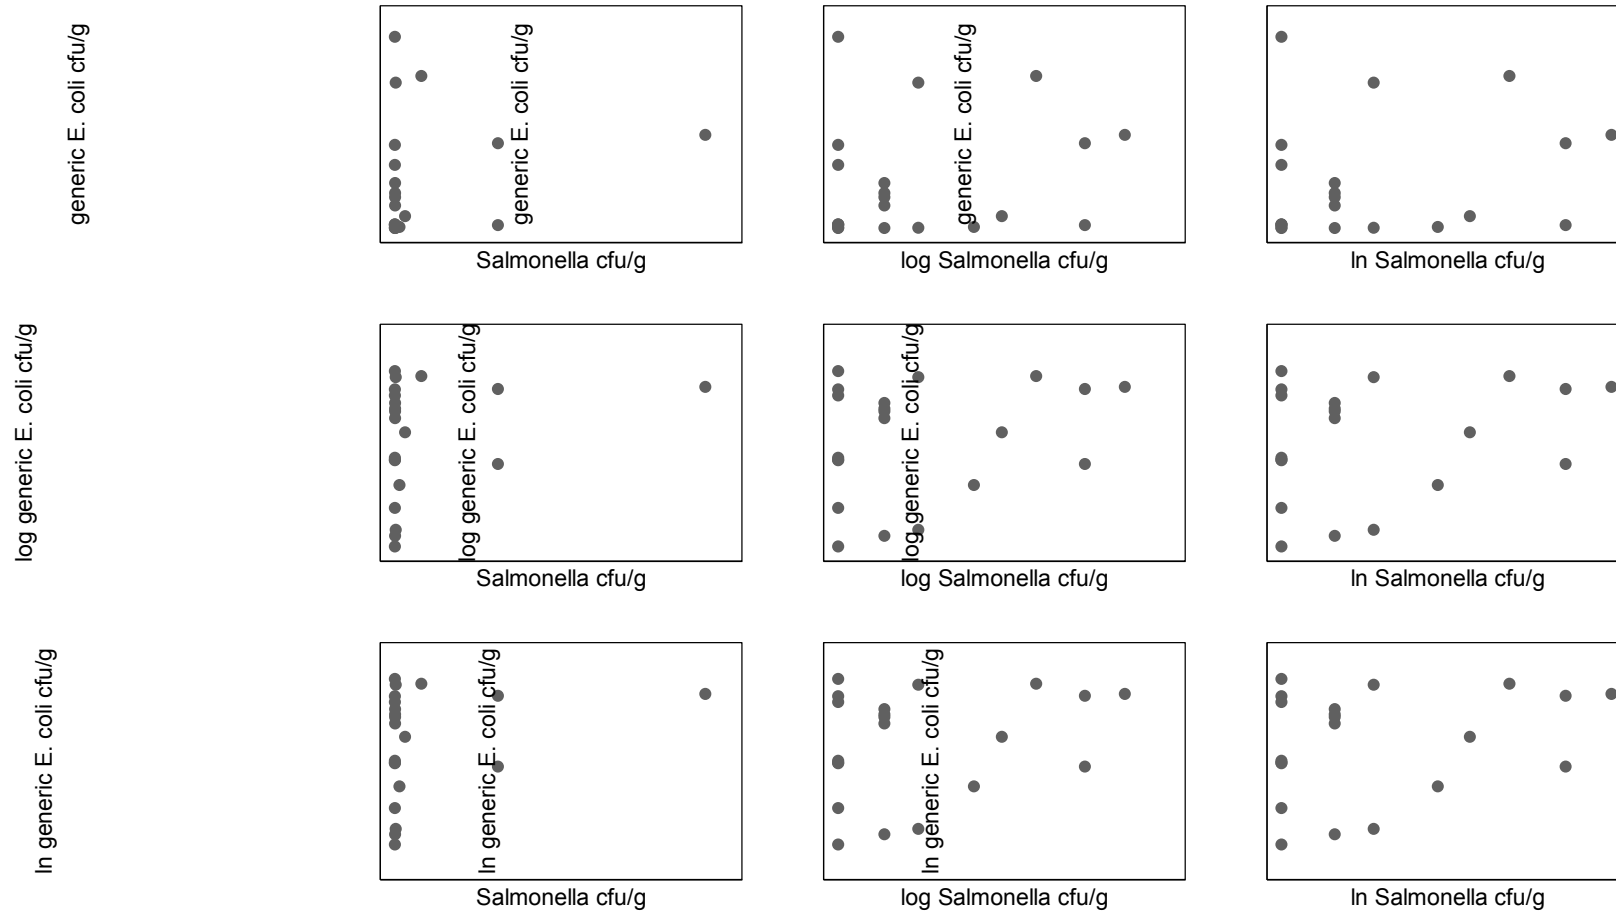 generic E. coli cfu/g
generic E. coli cfu/g
generic E. coli cfu/g
Salmonella cfu/g
log Salmonella cfu/g
ln Salmonella cfu/g
log generic E. coli cfu/g
log generic E. coli cfu/g
log generic E. coli cfu/g
Salmonella cfu/g
log Salmonella cfu/g
ln Salmonella cfu/g
ln generic E. coli cfu/g
ln generic E. coli cfu/g
ln generic E. coli cfu/g
Salmonella cfu/g
log Salmonella cfu/g
ln Salmonella cfu/g